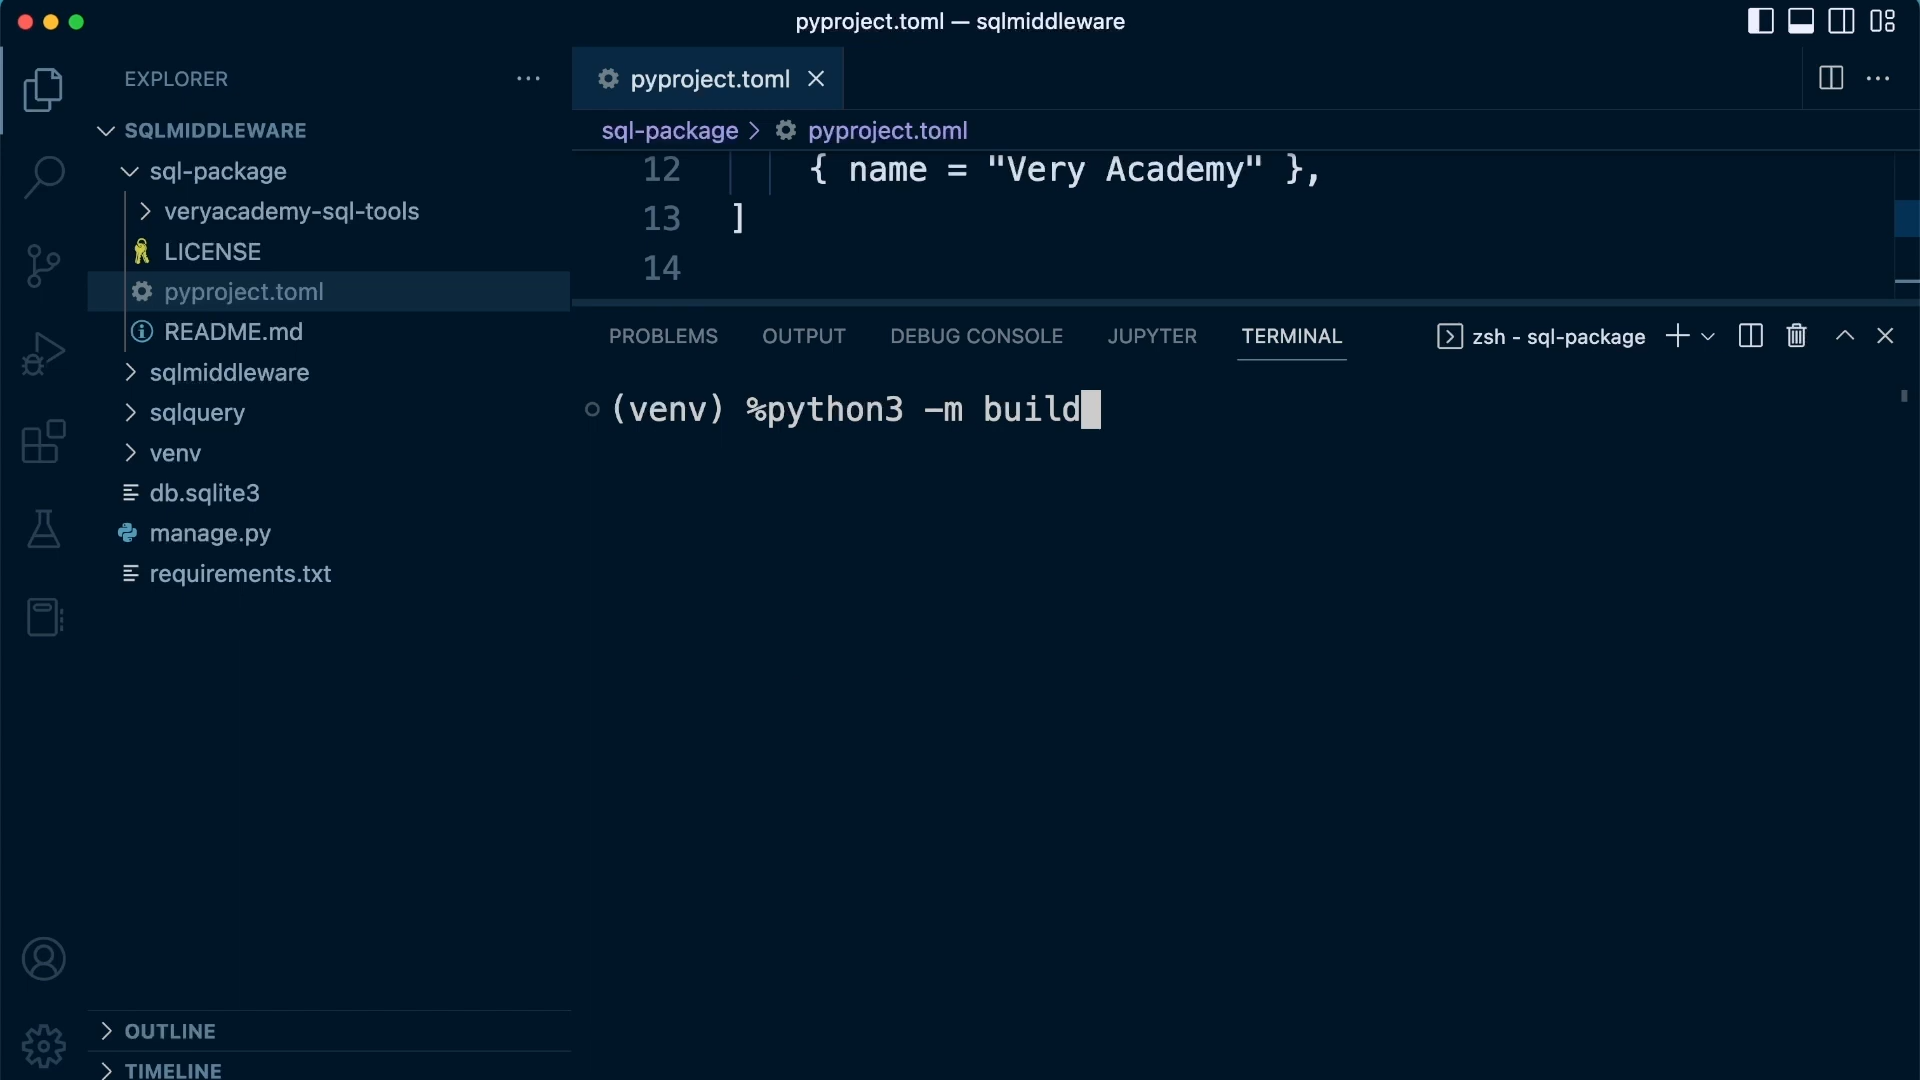 pyproject.toml — sqlmiddleware
EXPLORER
SQLMIDDLEWARE
sql-package
veryacademy-sql-tools
LICENSE
pyproject.toml
README.md
sqlmiddleware
sqlquery
venv
db.sqlite3
manage.py
requirements.txt
OUTLINE
TIMELINE
pyproject.toml
sql-package > pyproject.toml
12 { name = "Very Academy" },
13 ]
14
PROBLEMS OUTPUT DEBUG CONSOLE JUPYTER TERMINAL zsh - sql-package
(venv) %python3 -m build